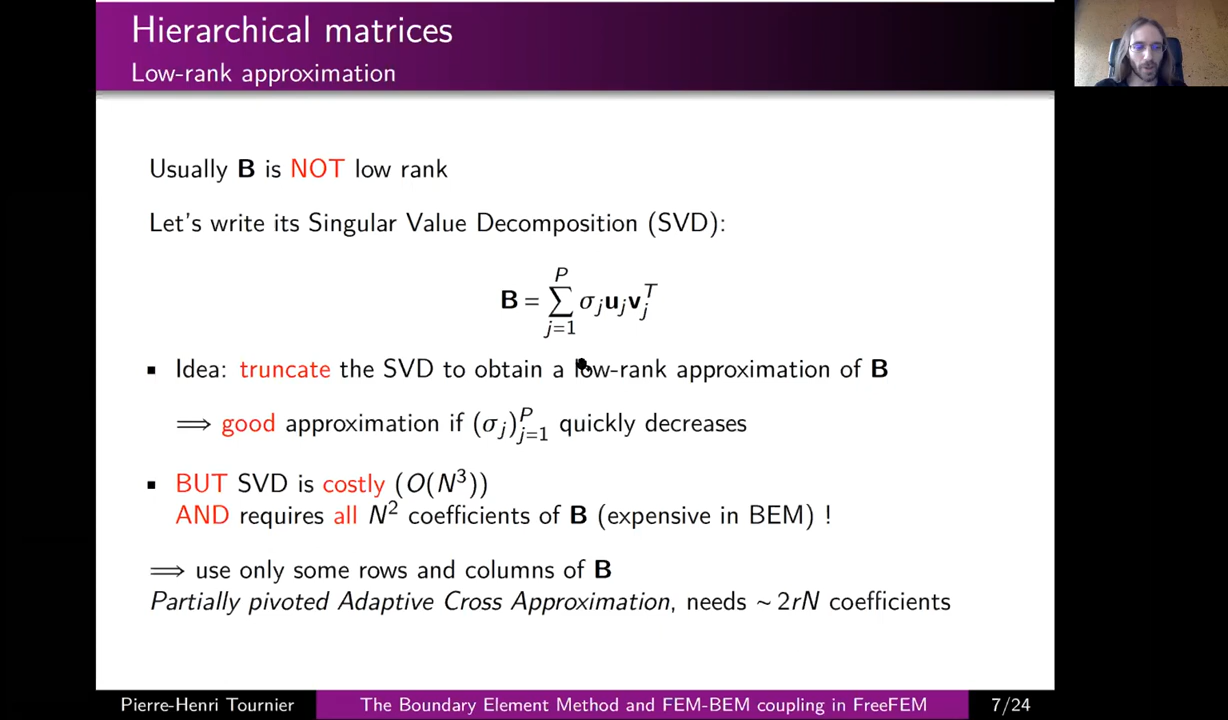 Hierarchical matrices
Low-rank approximation
Usually B is NOT low rank
Let's write its Singular Value Decomposition (SVD):
B = ∑_{j=1}^{P} σ_j u_j v_j^T
▪ Idea: truncate the SVD to obtain a low-rank approximation of B
⟹ good approximation if (σ_j)_{j=1}^{P} quickly decreases
▪ BUT SVD is costly (O(N^3))
AND requires all N^2 coefficients of B (expensive in BEM) !
⟹ use only some rows and columns of B
Partially pivoted Adaptive Cross Approximation, needs ~ 2rN coefficients
Pierre-Henri Tournier The Boundary Element Method and FEM-BEM coupling in FreeFEM 7/24